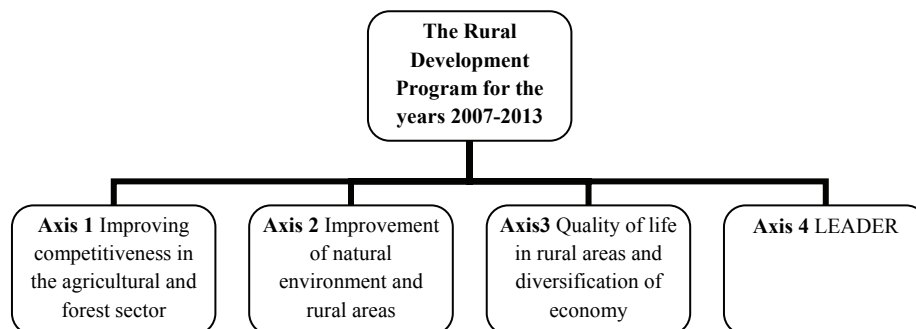 The Rural
Development
Program for the
years 2007-2013
Axis 1 Improving
competitiveness in
the agricultural and
forest sector
Axis 2 Improvement
of natural
environment and
rural areas
Axis3 Quality of life
in rural areas and
diversification of
economy
Axis 4 LEADER